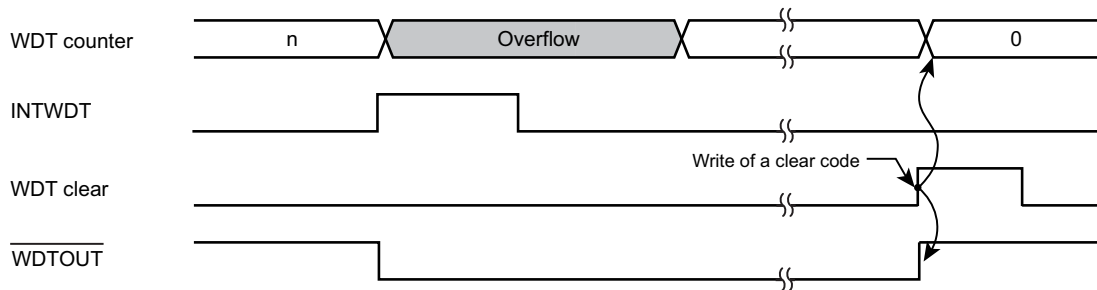 WDT counter
n
Overflow
0
INTWDT
Write of a clear code
WDT clear
WDTOUT